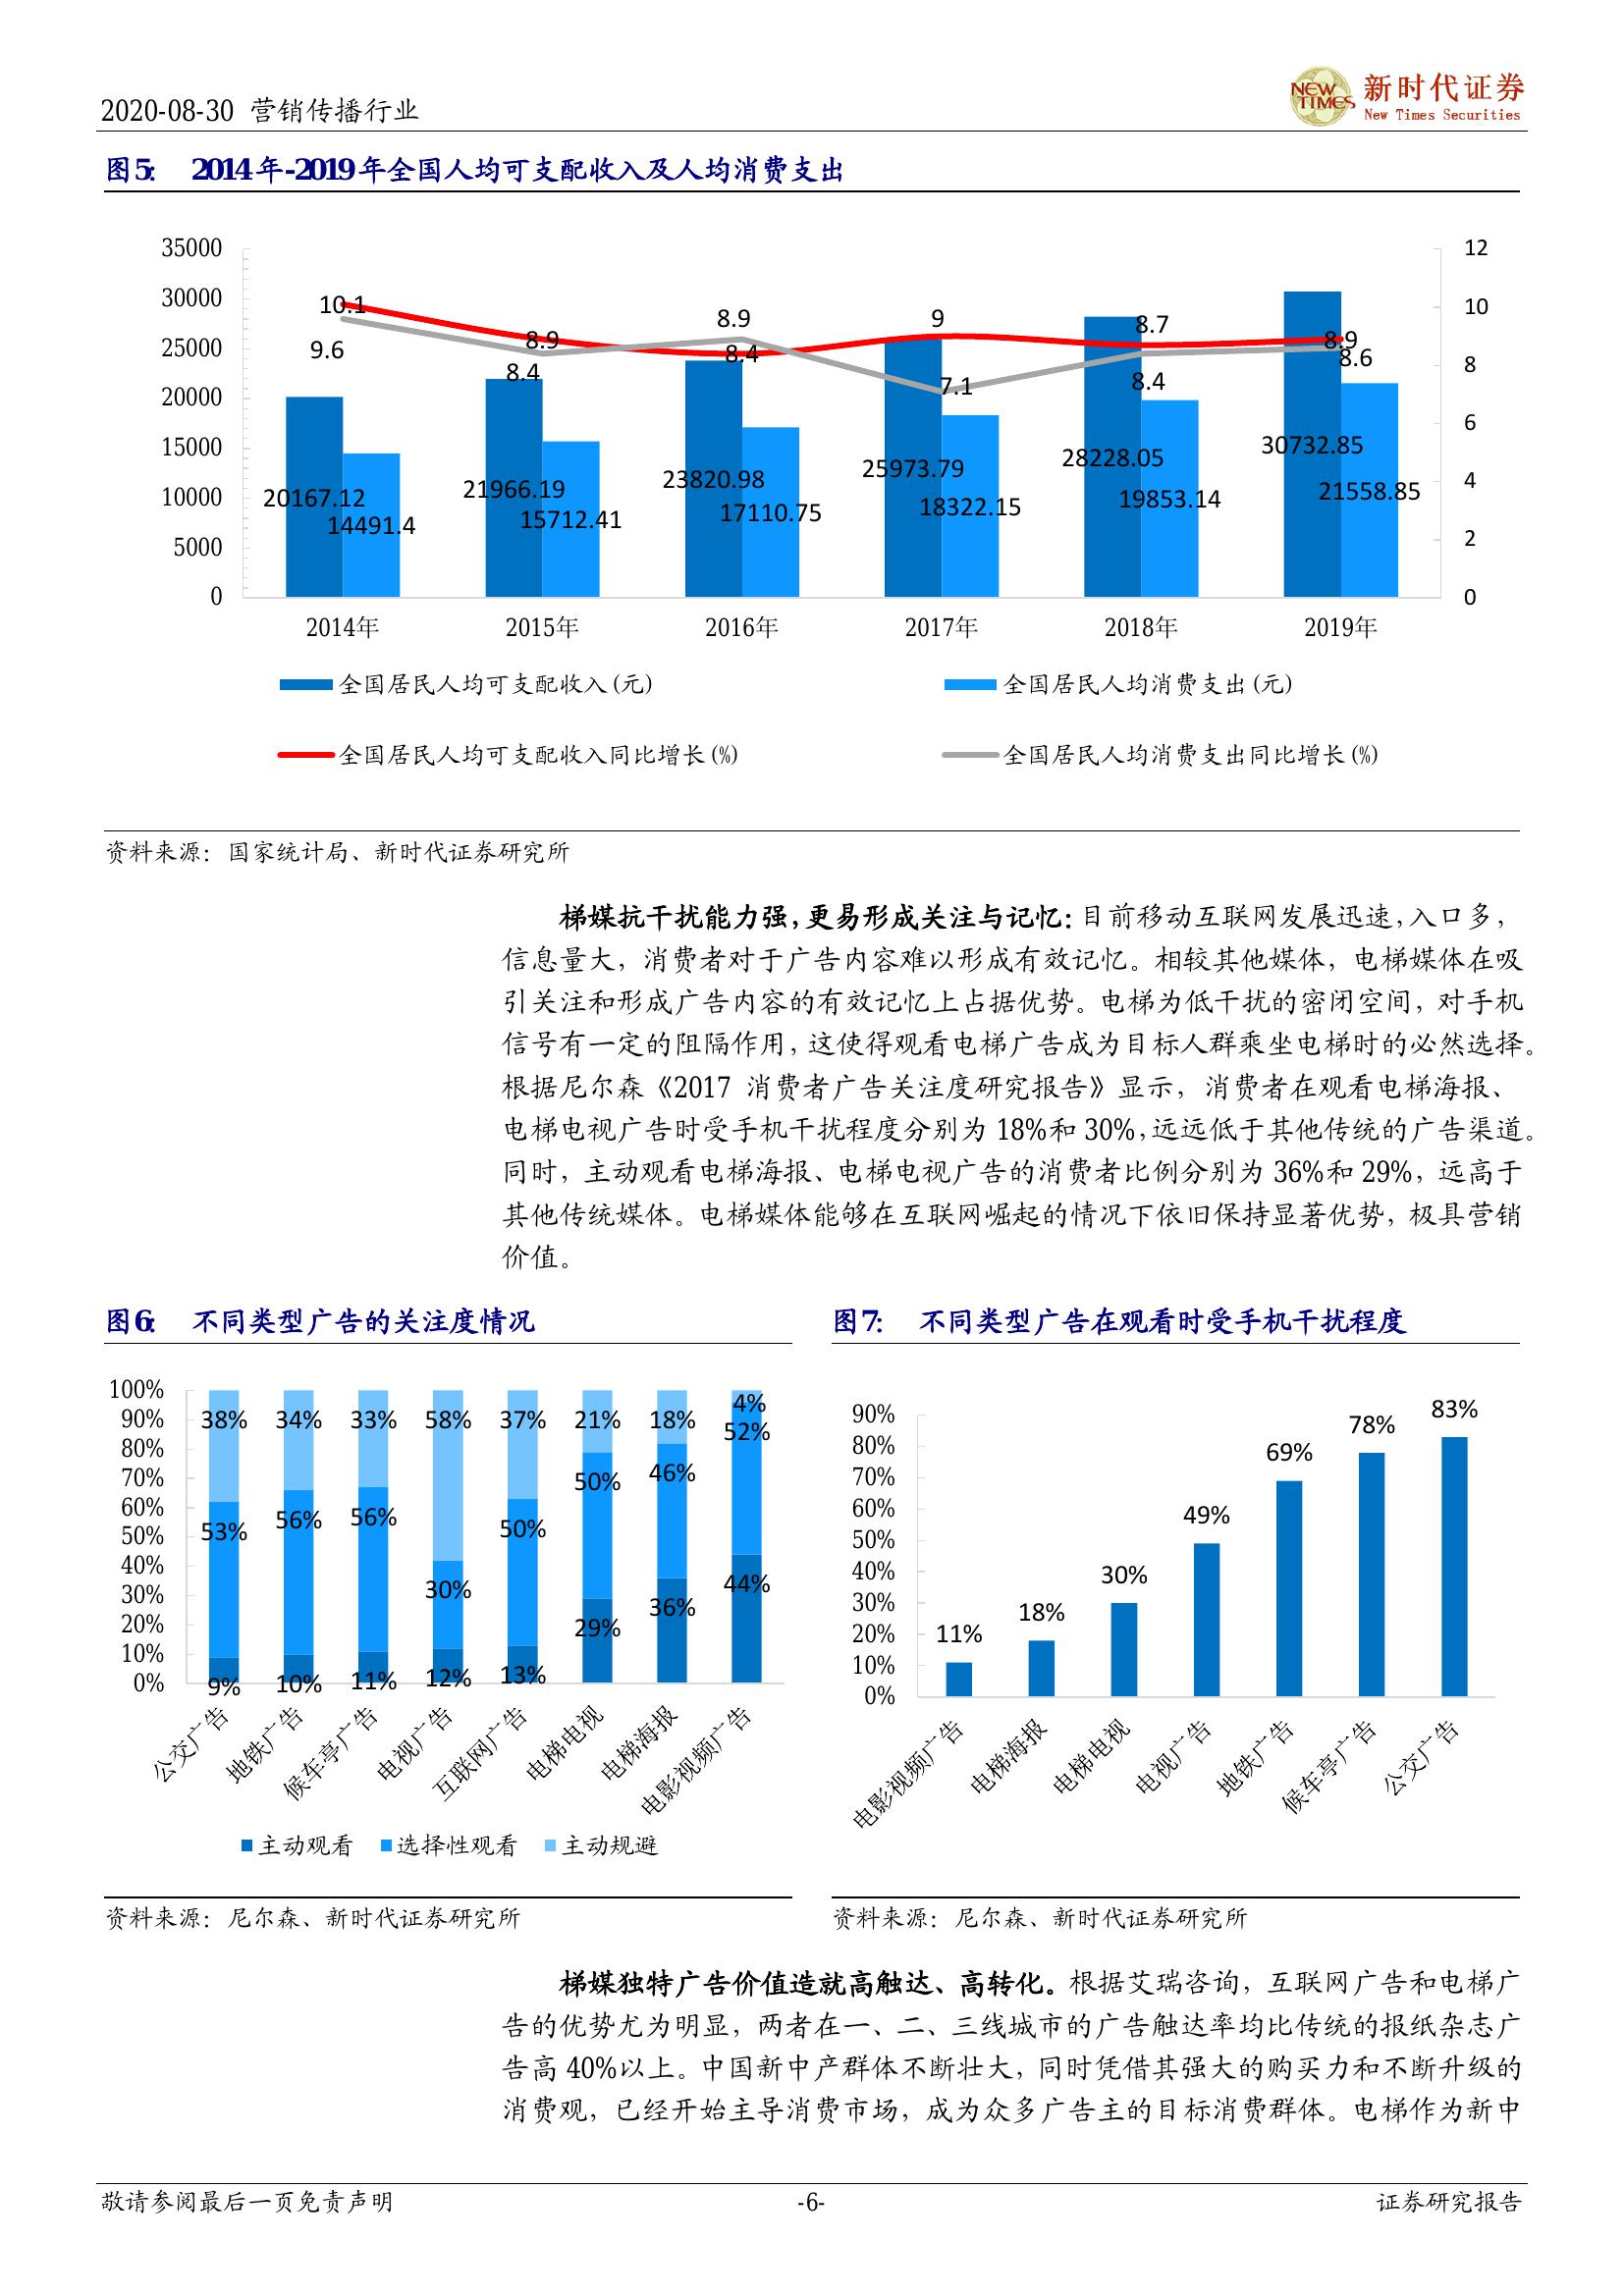 2020-08-30 营销传播行业
NEW TIMES 新时代证券
New Times Securities
图5: 2014年-2019年全国人均可支配收入及人均消费支出
35000
30000
25000
20000
15000
10000
5000
0
12
10
8
6
4
2
0
10.1
8.9
8.4
9
8.7
8.9
9.6
8.4
8.9
7.1
8.4
8.6
20167.12
21966.19
23820.98
25973.79
28228.05
30732.85
14491.4
15712.41
17110.75
18322.15
19853.14
21558.85
2014年 2015年 2016年 2017年 2018年 2019年
全国居民人均可支配收入(元) 全国居民人均消费支出(元)
全国居民人均可支配收入同比增长(%) 全国居民人均消费支出同比增长(%)
资料来源：国家统计局、新时代证券研究所
梯媒抗干扰能力强，更易形成关注与记忆：目前移动互联网发展迅速，入口多，
信息量大，消费者对于广告内容难以形成有效记忆。相较其他媒体，电梯媒体在吸
引关注和形成广告内容的有效记忆上占据优势。电梯为低干扰的密闭空间，对手机
信号有一定的阻隔作用，这使得观看电梯广告成为目标人群乘坐电梯时的必然选择。
根据尼尔森《2017 消费者广告关注度研究报告》显示，消费者在观看电梯海报、
电梯电视广告时受手机干扰程度分别为 18%和 30%，远远低于其他传统的广告渠道。
同时，主动观看电梯海报、电梯电视广告的消费者比例分别为 36%和 29%，远高于
其他传统媒体。电梯媒体能够在互联网崛起的情况下依旧保持显著优势，极具营销
价值。
图6: 不同类型广告的关注度情况
100%
90%
80%
70%
60%
50%
40%
30%
20%
10%
0%
38% 34% 33% 58% 37% 21% 18% 4%
53% 56% 56% 30% 50% 50% 46% 52%
9% 10% 11% 12% 13% 29% 36% 44%
公交广告 地铁广告 候车亭广告 电视广告 互联网广告 电梯电视 电梯海报 电影视频广告
主动观看 选择性观看 主动规避
资料来源：尼尔森、新时代证券研究所
图7: 不同类型广告在观看时受手机干扰程度
90%
80%
70%
60%
50%
40%
30%
20%
10%
0%
11% 18% 30% 49% 69% 78% 83%
电影视频广告 电梯海报 电梯电视 电视广告 地铁广告 候车亭广告 公交广告
资料来源：尼尔森、新时代证券研究所
梯媒独特广告价值造就高触达、高转化。根据艾瑞咨询，互联网广告和电梯广
告的优势尤为明显，两者在一、二、三线城市的广告触达率均比传统的报纸杂志广
告高 40%以上。中国新中产群体不断壮大，同时凭借其强大的购买力和不断升级的
消费观，已经开始主导消费市场，成为众多广告主的目标消费群体。电梯作为新中
敬请参阅最后一页免责声明 -6- 证券研究报告